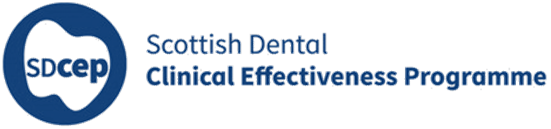 SDcep
Scottish Dental
Clinical Effectiveness Programme